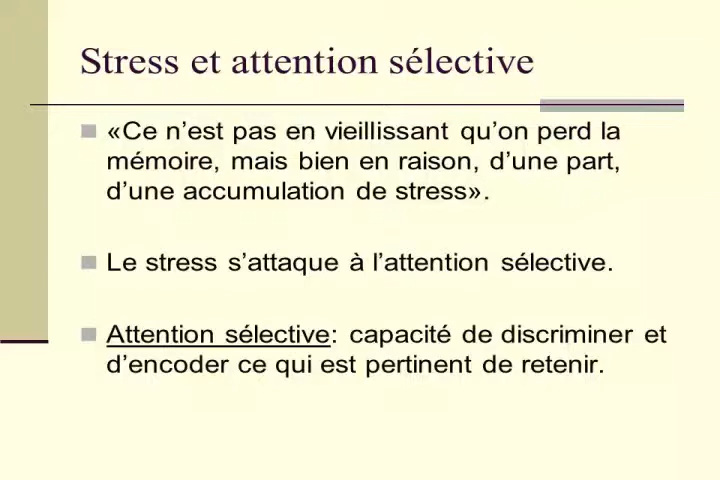 Stress et attention sélective
«Ce n’est pas en vieillissant qu’on perd la
mémoire, mais bien en raison, d’une part,
d’une accumulation de stress».
Le stress s’attaque à l’attention sélective.
Attention sélective: capacité de discriminer et
d’encoder ce qui est pertinent de retenir.